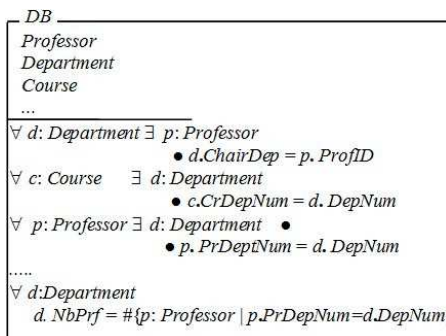 DB
Professor
Department
Course
...
∀ d: Department ∃ p: Professor
• d.ChairDep = p. ProfID
∀ c: Course ∃ d: Department
• c.CrDepNum = d. DepNum
∀ p: Professor ∃ d: Department •
• p. PrDeptNum = d. DepNum
.....
∀ d:Department
d. NbPrf = #{p: Professor | p.PrDepNum=d.DepNum